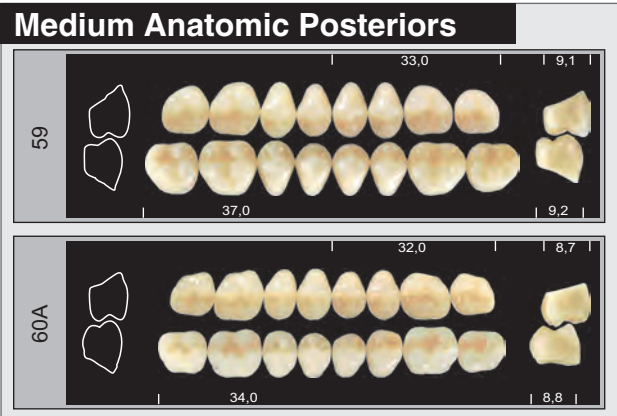 Medium Anatomic Posteriors
33,0 9,1
59
37,0 9,2
32,0 8,7
60A
34,0 8,8